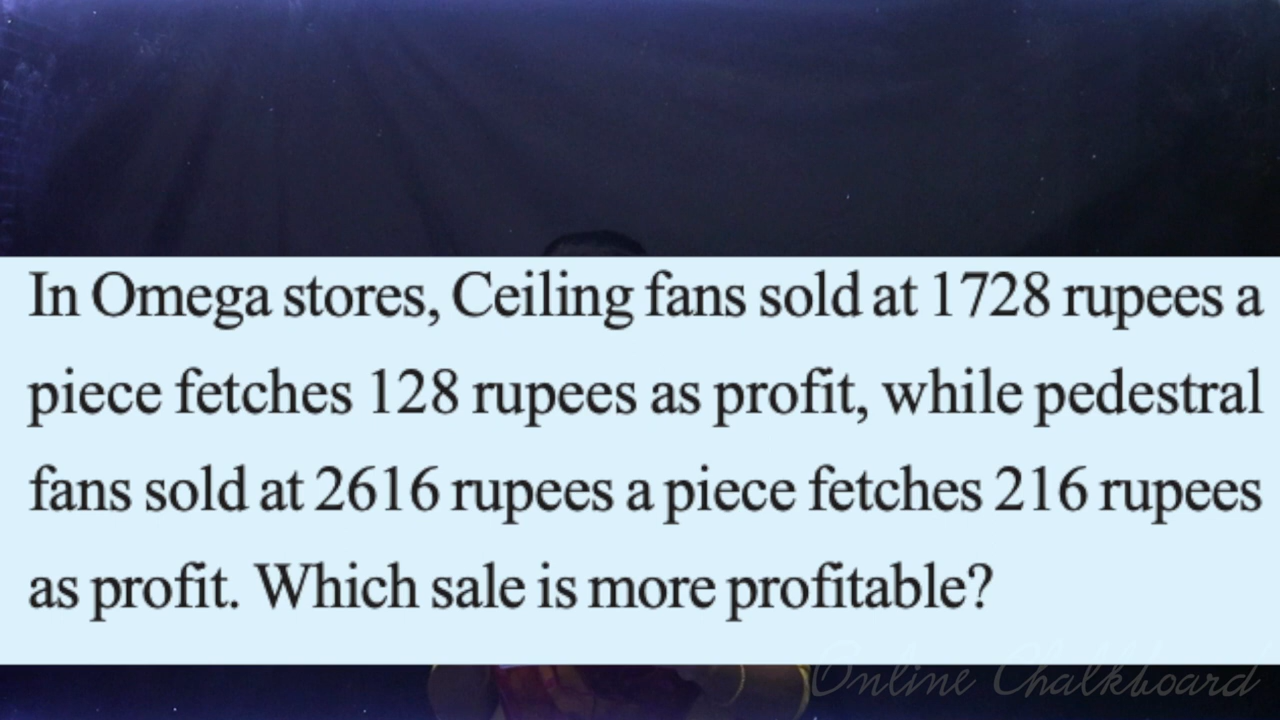 In Omega stores, Ceiling fans sold at 1728 rupees a
piece fetches 128 rupees as profit, while pedestral
fans sold at 2616 rupees a piece fetches 216 rupees
as profit. Which sale is more profitable?
Online Chalkboard